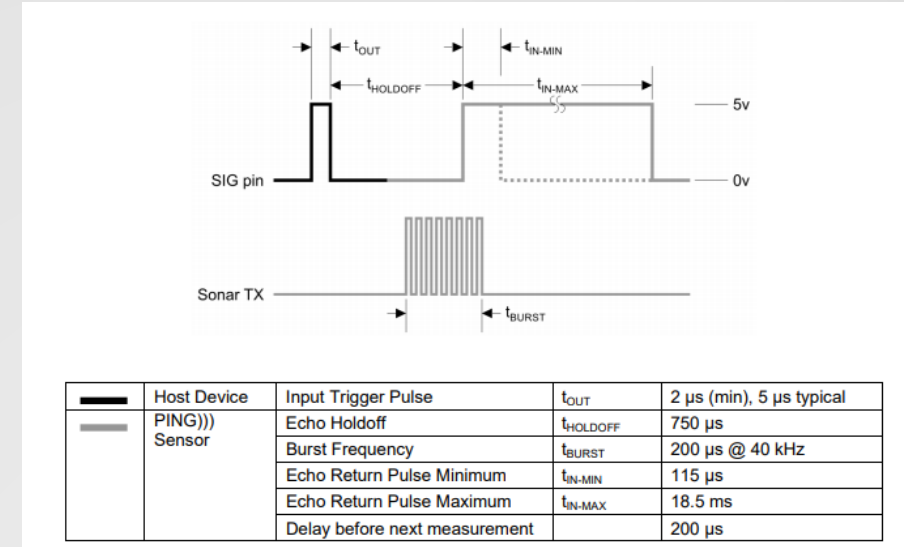 tOUT tIN-MIN
tHOLDOFF tIN-MAX
5v
SIG pin 0v
Sonar TX
tBURST
Host Device Input Trigger Pulse tOUT 2 µs (min), 5 µs typical
PING))) Echo Holdoff tHOLDOFF 750 µs
Sensor
Burst Frequency tBURST 200 µs @ 40 kHz
Echo Return Pulse Minimum tIN-MIN 115 µs
Echo Return Pulse Maximum tIN-MAX 18.5 ms
Delay before next measurement 200 µs